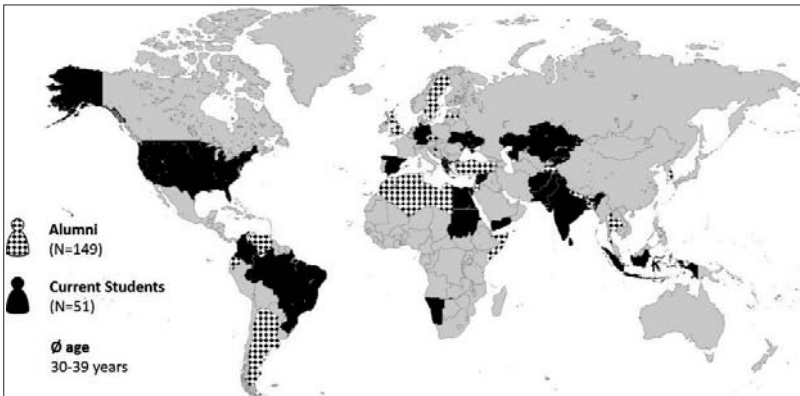 Alumni
(N=149)
Current Students
(N=51)
Ø age
30-39 years